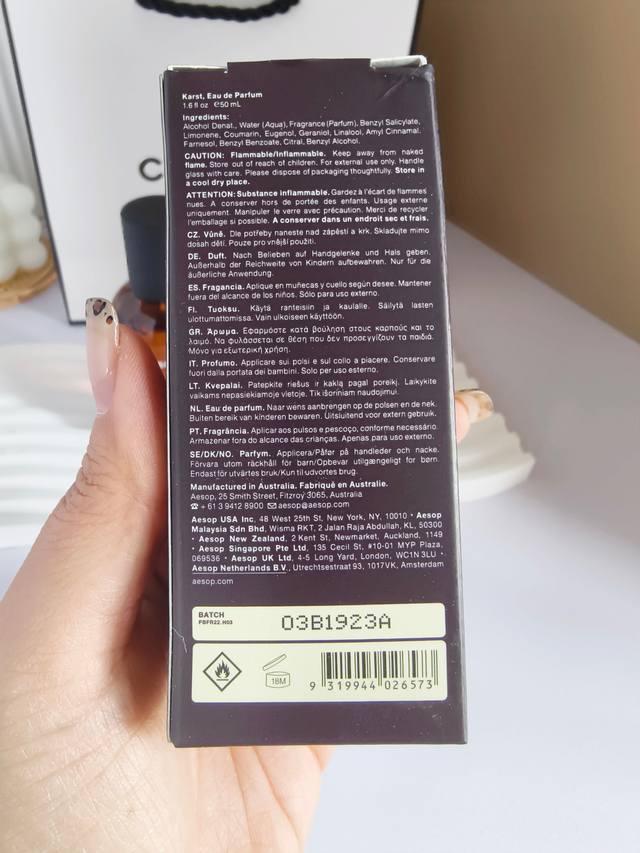 C
Karst, Eau de Parfum
1.6 fl oz ℮50 mL
Ingredients:
Alcohol Denat., Water (Aqua), Fragrance (Parfum), Benzyl Salicylate,
Limonene, Coumarin, Eugenol, Geraniol, Linalool, Amyl Cinnamal.
Farnesol, Benzyl Benzoate, Citral, Benzyl Alcohol.
CAUTION: Flammable/Inflammable. Keep away from naked
flame. Store out of reach of children. For external use only. Handle
glass with care. Please dispose of packaging thoughtfully. Store in
a cool dry place.
ATTENTION: Substance inflammable. Gardez à l'écart de flammes
nues. A conserver hors de portée des enfants. Usage externe
uniquement. Manipuler le verre avec précaution. Merci de recycler
l'emballage si possible. A conserver dans un endroit sec et frais.
CZ. Vůně. Dle potřeby naneste nad zápěstí a krk. Skladujte mimo
dosah dětí. Pouze pro vnější použití.
DE. Duft. Nach Belieben auf Handgelenke und Hals geben.
Außerhalb der Reichweite von Kindern aufbewahren. Nur für die
äußerliche Anwendung.
ES. Fragancia. Aplique en muñecas y cuello según desee. Mantener
fuera del alcance de los niños. Sólo para uso externo.
FI. Tuoksu. Käytä ranteisiin ja kaulalle. Säilytä lasten
ulottumattomissa. Vain ulkoiseen käyttöön.
GR. Άρωμα. Εφαρμόστε κατά βούληση στους καρπούς και το
λαιμό. Να φυλάσσεται σε θέση που δεν προσεγγίζουν τα παιδιά.
Μόνο για εξωτερική χρήση.
IT. Profumo. Applicare sui polsi e sul collo a piacere. Conservare
fuori dalla portata dei bambini. Solo per uso esterno.
LT. Kvepalai. Patepkite riešus ir kaklą pagal poreikį. Laikykite
vaikams nepasiekiamoje vietoje. Tik išoriniam naudojimui.
NL. Eau de parfum. Naar wens aanbrengen op de polsen en de nek.
Buiten bereik van kinderen bewaren. Uitsluitend voor extern gebruik.
PT. Fragrância. Aplicar aos pulsos e pescoço, conforme necessário.
Armazenar fora do alcance das crianças. Apenas para uso externo.
SE/DK/NO. Parfym. Applicera/Påfør på handleder och nacke.
Förvara utom räckhåll för barn/Opbevar utilgængeligt for børn.
Endast för utvärtes bruk/Kun til udvortes brug.
Manufactured in Australia. Fabriqué en Australie.
Aesop, 25 Smith Street, Fitzroy 3065, Australia
☎ + 61 3 9412 8900 ✉ aesop@aesop.com
Aesop USA Inc, 48 West 25th St, New York, NY, 10010 • Aesop
Malaysia Sdn Bhd, Wisma RKT, 2 Jalan Raja Abdullah, KL, 50300
• Aesop New Zealand, 2 Kent St, Newmarket, Auckland, 1149
• Aesop Singapore Pte Ltd, 135 Cecil St, #10-01 MYP Plaza,
069536 • Aesop UK Ltd, 4-5 Long Yard, London, WC1N 3LU •
Aesop Netherlands B.V., Utrechtsestraat 93, 1017VK, Amsterdam
aesop.com
BATCH
FBFR22.H03
03B1923A
18M
9 319944 026573